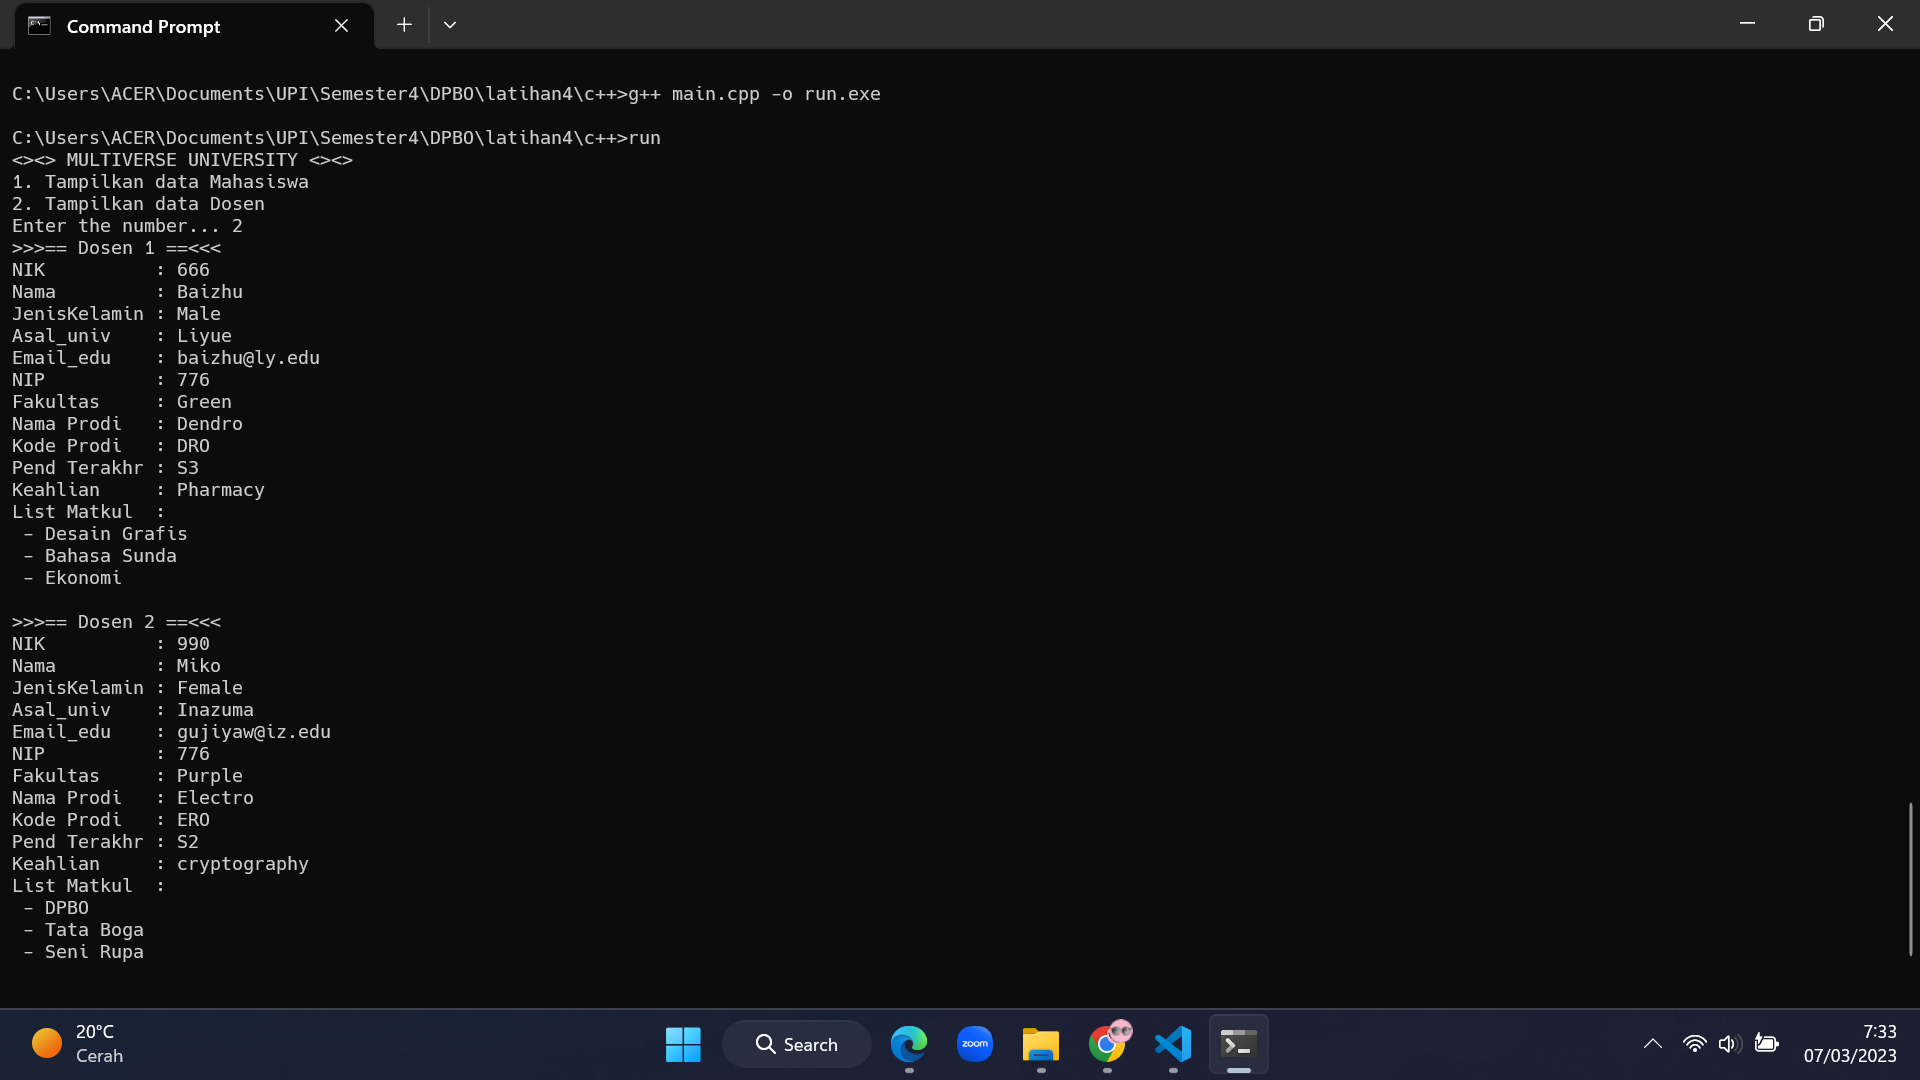 Command Prompt
C:\Users\ACER\Documents\UPI\Semester4\DPBO\latihan4\c++>g++ main.cpp -o run.exe
C:\Users\ACER\Documents\UPI\Semester4\DPBO\latihan4\c++>run
<><> MULTIVERSE UNIVERSITY <><>
1. Tampilkan data Mahasiswa
2. Tampilkan data Dosen
Enter the number... 2
>>>== Dosen 1 ==<<<
NIK          : 666
Nama         : Baizhu
JenisKelamin : Male
Asal_univ    : Liyue
Email_edu    : baizhu@ly.edu
NIP          : 776
Fakultas     : Green
Nama Prodi   : Dendro
Kode Prodi   : DRO
Pend Terakhr : S3
Keahlian     : Pharmacy
List Matkul  :
 - Desain Grafis
 - Bahasa Sunda
 - Ekonomi
>>>== Dosen 2 ==<<<
NIK          : 990
Nama         : Miko
JenisKelamin : Female
Asal_univ    : Inazuma
Email_edu    : gujiyaw@iz.edu
NIP          : 776
Fakultas     : Purple
Nama Prodi   : Electro
Kode Prodi   : ERO
Pend Terakhr : S2
Keahlian     : cryptography
List Matkul  :
 - DPBO
 - Tata Boga
 - Seni Rupa
20°C
Cerah
Search
zoom
7:33
07/03/2023